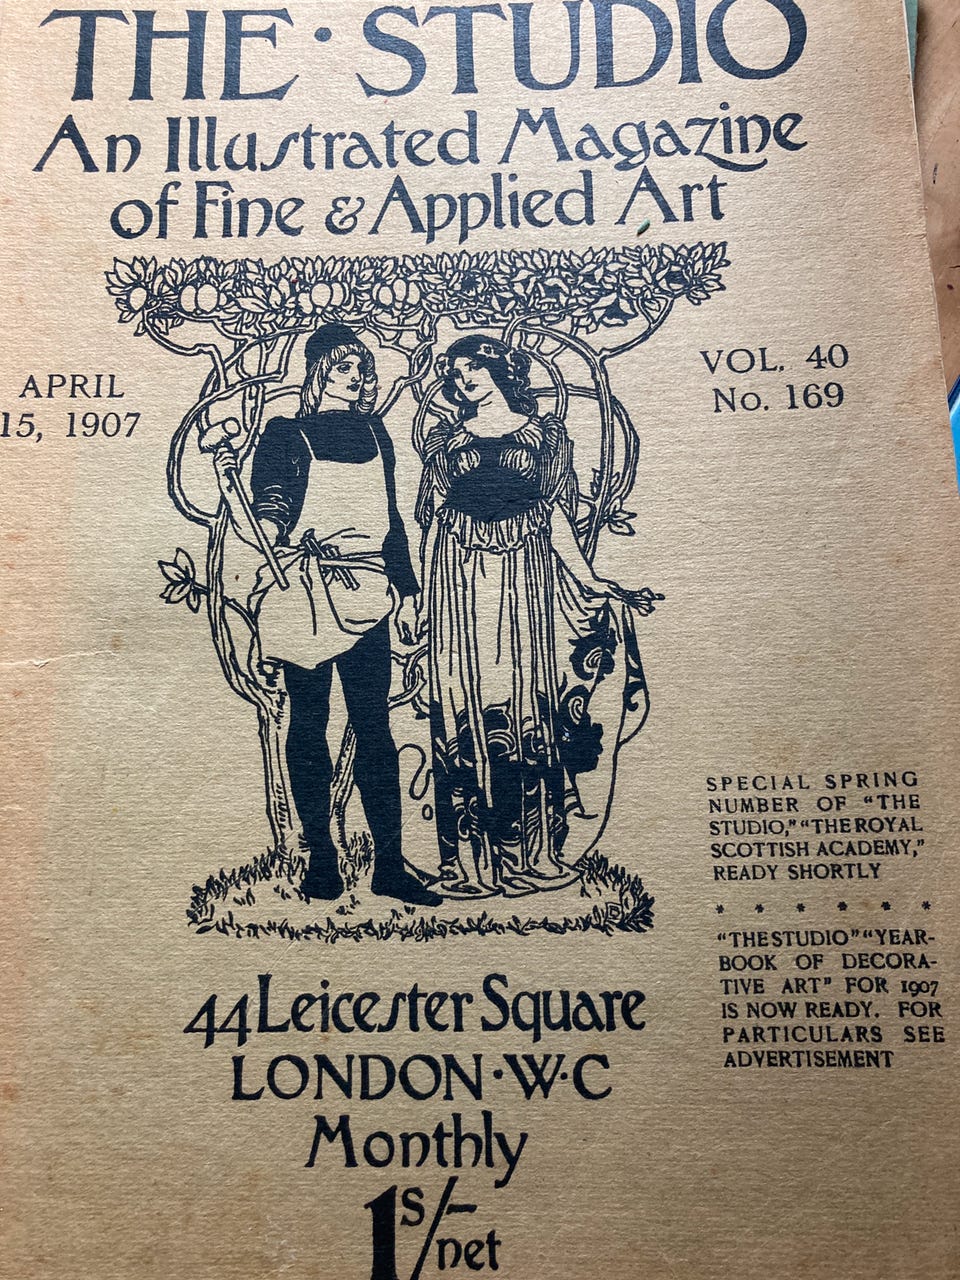 THE·STUDIO
An Illustrated Magazine
of Fine & Applied Art
APRIL
15, 1907
VOL. 40
No. 169
SPECIAL SPRING
NUMBER OF "THE
STUDIO," "THE ROYAL
SCOTTISH ACADEMY,"
READY SHORTLY
* * * * * *
"THE STUDIO" "YEAR-
BOOK OF DECORA-
TIVE ART" FOR 1907
IS NOW READY. FOR
PARTICULARS SEE
ADVERTISEMENT
44 Leicester Square
LONDON·W·C
Monthly
1s/- net